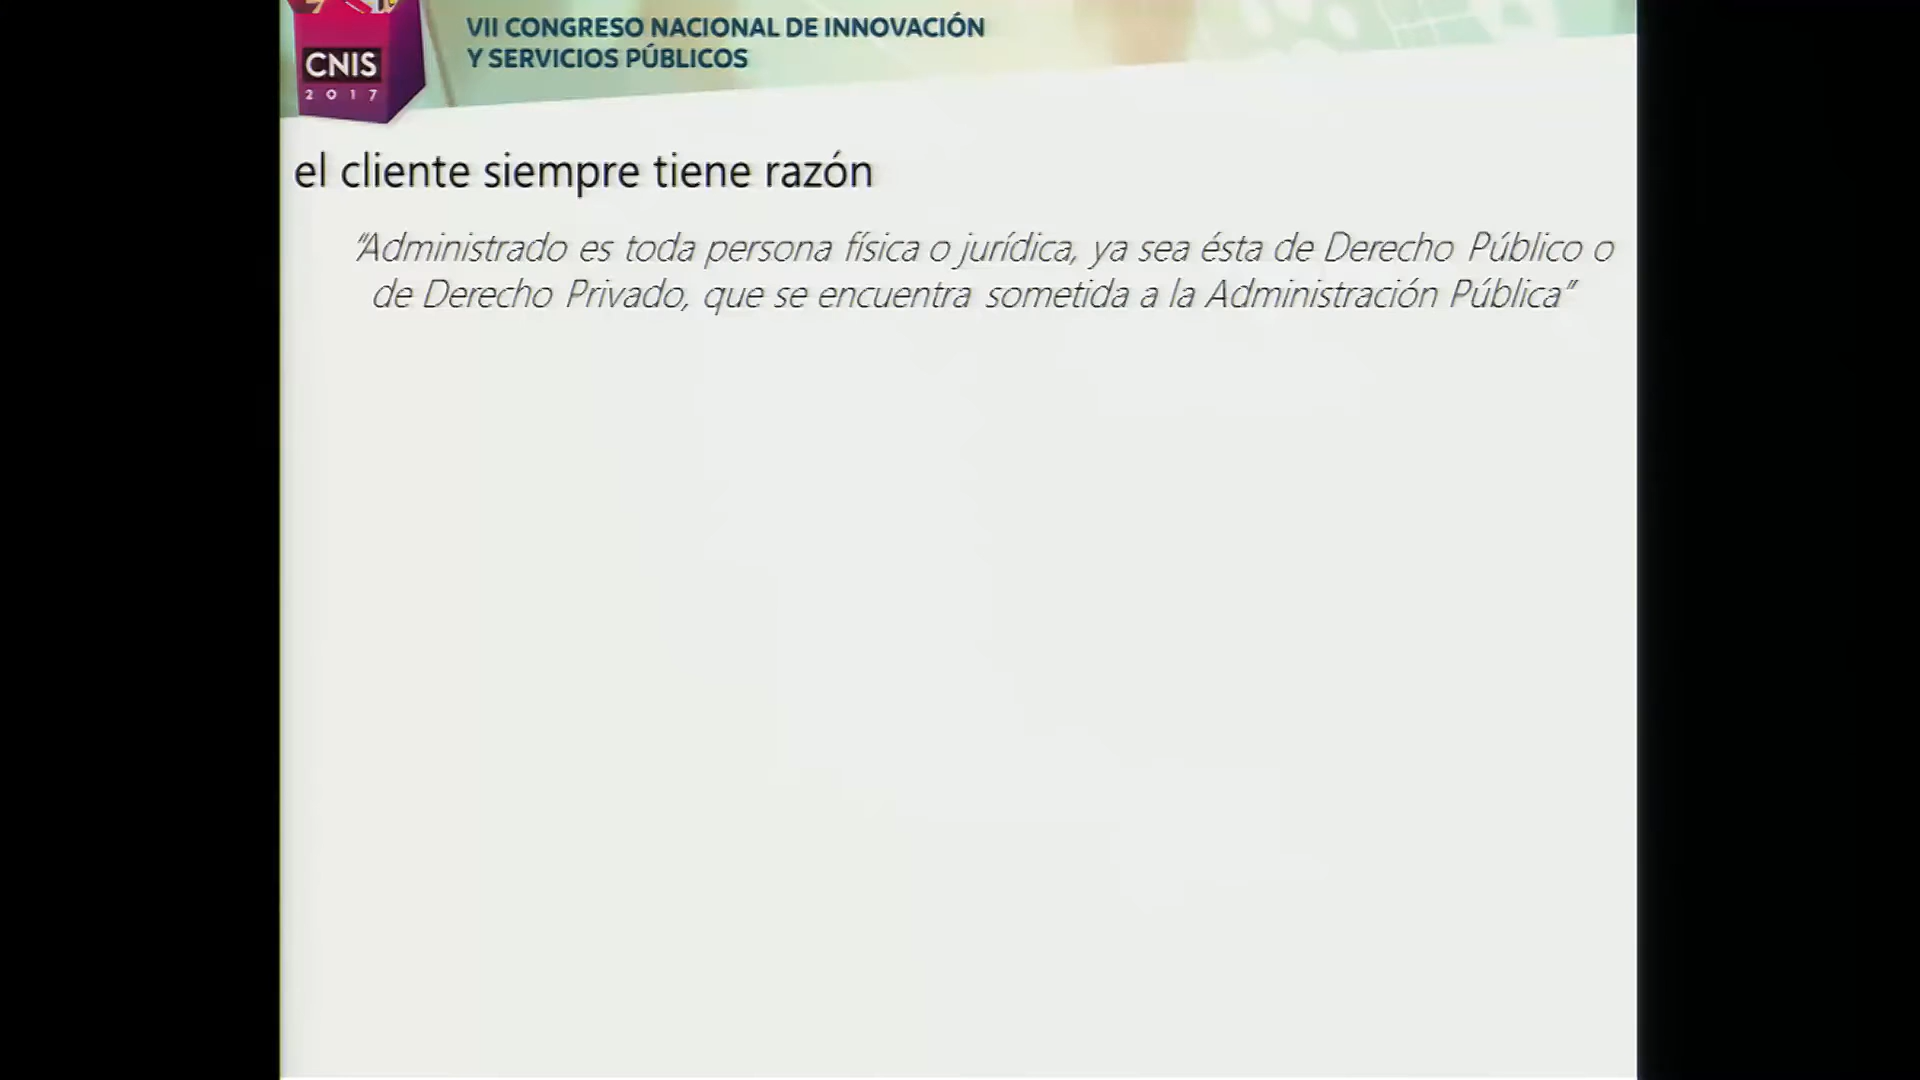 VII CONGRESO NACIONAL DE INNOVACIÓN
Y SERVICIOS PÚBLICOS
CNIS
2017
el cliente siempre tiene razón
"Administrado es toda persona física o jurídica, ya sea ésta de Derecho Público o
de Derecho Privado, que se encuentra sometida a la Administración Pública"